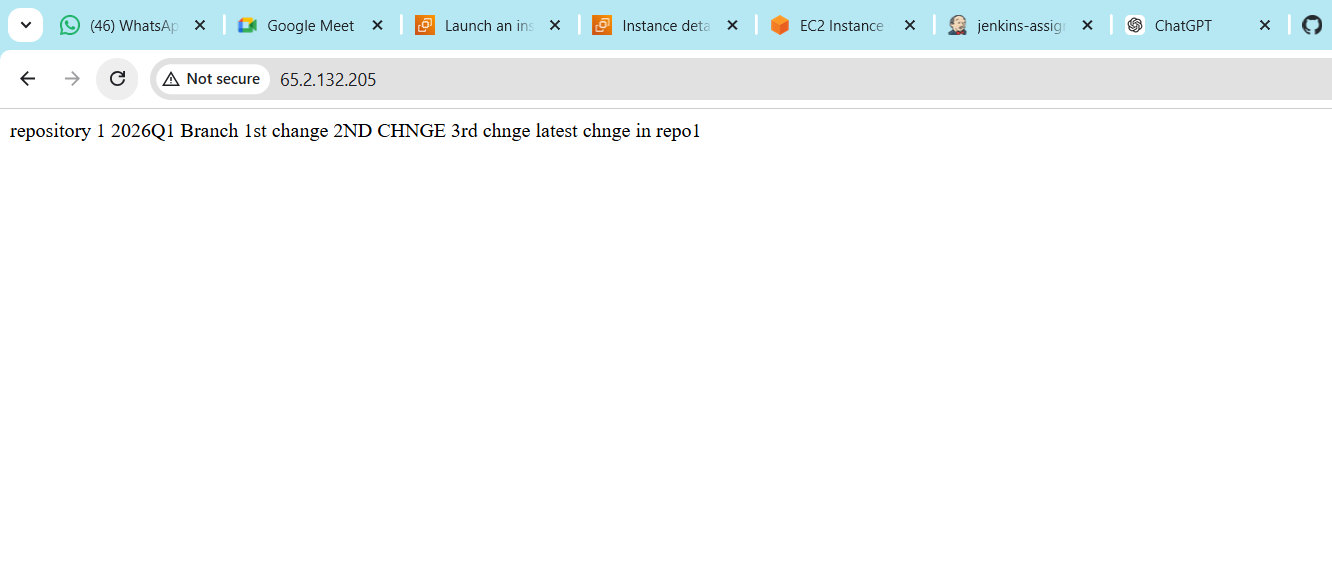 (46) WhatsAp
Google Meet
Launch an ins
Instance deta
EC2 Instance
jenkins-assig
ChatGPT
Not secure
65.2.132.205
repository 1 2026Q1 Branch 1st change 2ND CHNGE 3rd chnge latest chnge in repo1